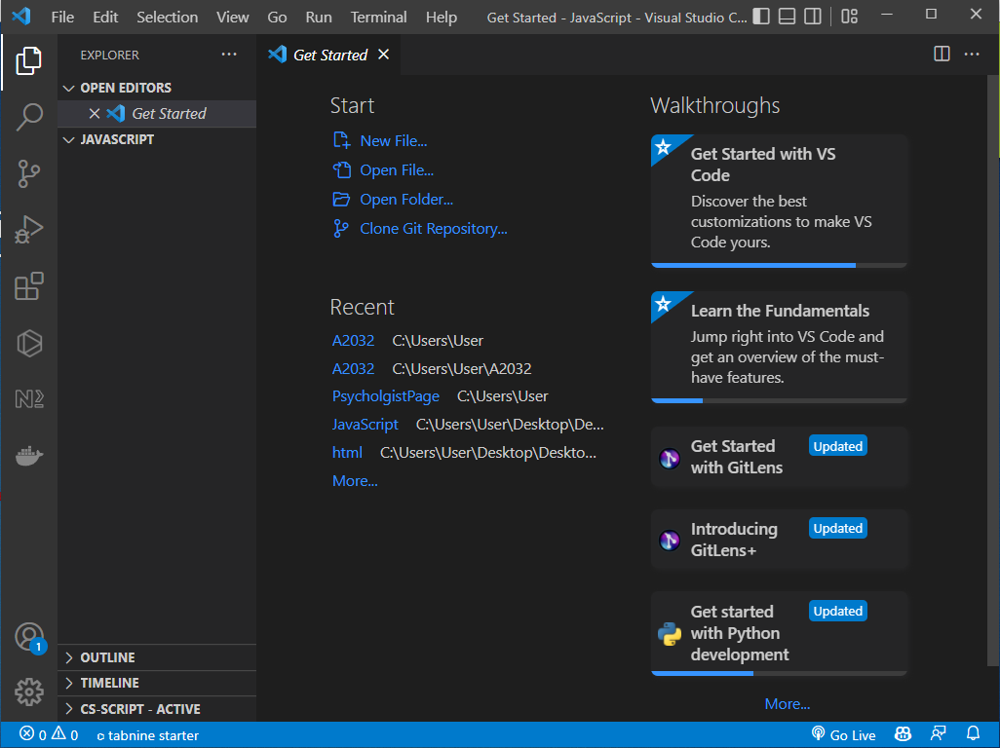 File Edit Selection View Go Run Terminal Help Get Started - JavaScript - Visual Studio C...
EXPLORER
Get Started
OPEN EDITORS
Get Started
JAVASCRIPT
OUTLINE
TIMELINE
CS-SCRIPT - ACTIVE
Start
New File...
Open File...
Open Folder...
Clone Git Repository...
Recent
A2032 C:\Users\User
A2032 C:\Users\User\A2032
PsycholgistPage C:\Users\User
JavaScript C:\Users\User\Desktop\De...
html C:\Users\User\Desktop\Deskto...
More...
Walkthroughs
Get Started with VS
Code
Discover the best
customizations to make VS
Code yours.
Learn the Fundamentals
Jump right into VS Code and
get an overview of the must-
have features.
Get Started
with GitLens
Updated
Introducing
GitLens+
Updated
Get started
with Python
development
Updated
More...
1
0 0 tabnine starter
Go Live